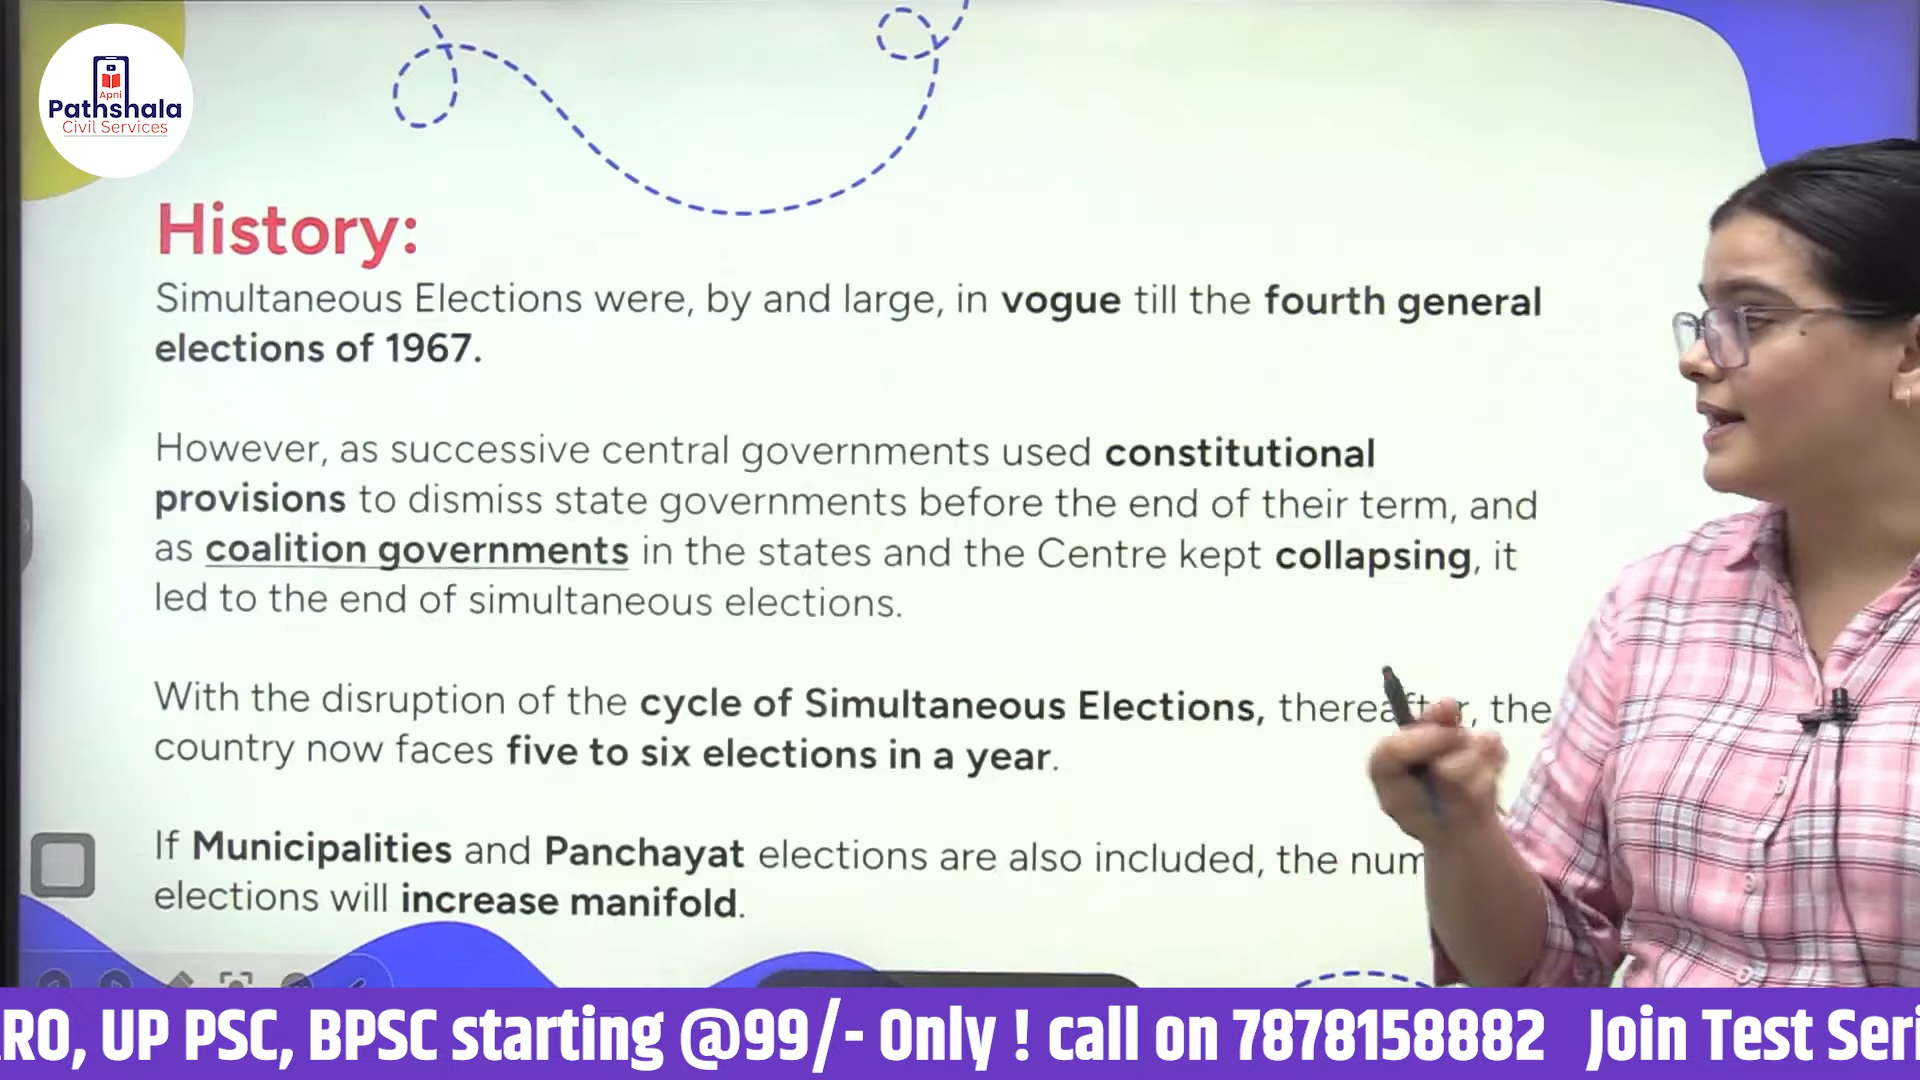 Apni
Pathshala
Civil Services
History:
Simultaneous Elections were, by and large, in vogue till the fourth general
elections of 1967.
However, as successive central governments used constitutional
provisions to dismiss state governments before the end of their term, and
as coalition governments in the states and the Centre kept collapsing, it
led to the end of simultaneous elections.
With the disruption of the cycle of Simultaneous Elections, thereafter, the
country now faces five to six elections in a year.
If Municipalities and Panchayat elections are also included, the num
elections will increase manifold.
RO, UP PSC, BPSC starting @99/- Only ! call on 7878158882 Join Test Seri